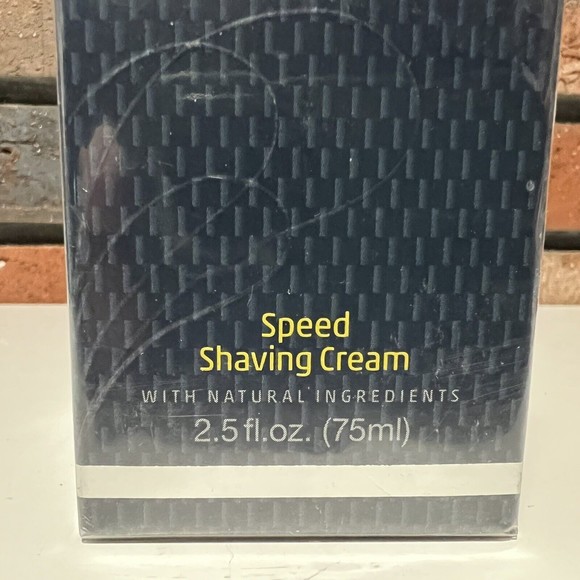 Speed
Shaving Cream
WITH NATURAL INGREDIENTS
2.5 fl.oz. (75ml)